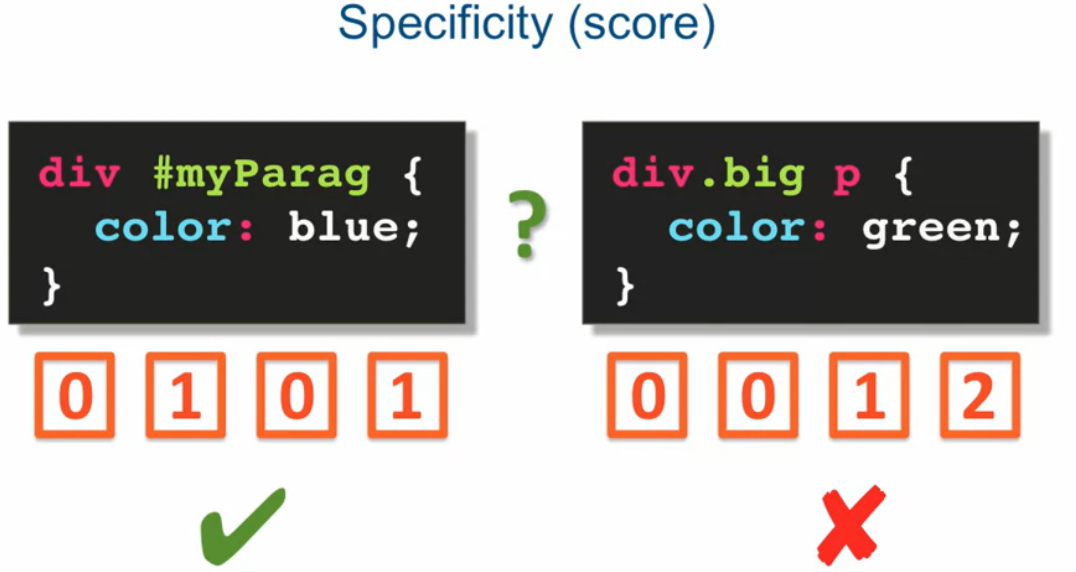 Specificity (score)
div #myParag {
color: blue;
}
?
div.big p {
color: green;
}
0 1 0 1
0 0 1 2